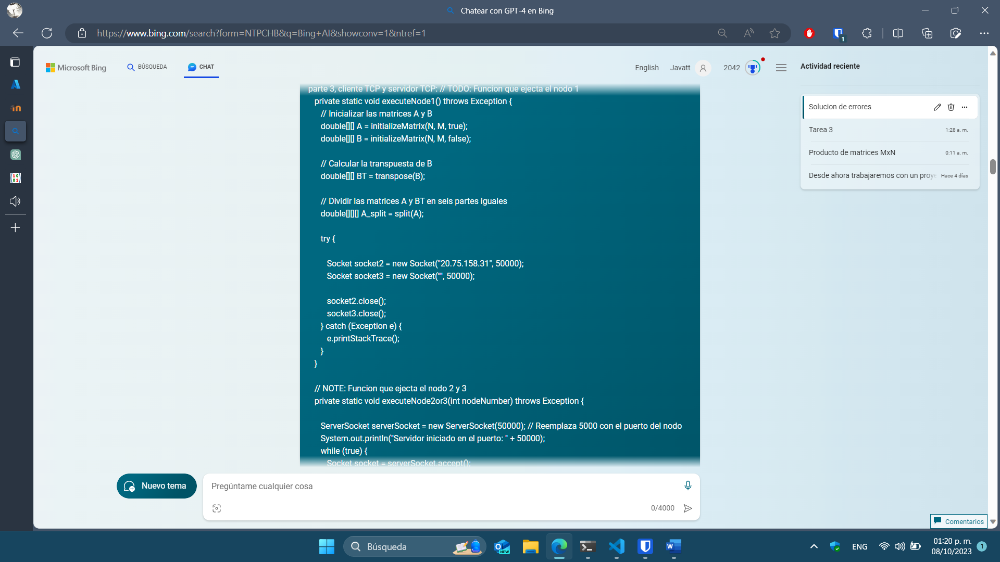 Chatear con GPT-4 en Bing
https://www.bing.com/search?form=NTPCHB&q=Bing+AI&showconv=1&ntref=1
1
Microsoft Bing
BÚSQUEDA
CHAT
English
Javatt
2042
Actividad reciente
parte 3, cliente TCP y servidor TCP: // TODO: Funcion que ejecta el nodo 1
private static void executeNode1() throws Exception {
// Inicializar las matrices A y B
double[][] A = initializeMatrix(N, M, true);
double[][] B = initializeMatrix(N, M, false);
// Calcular la transpuesta de B
double[][] BT = transpose(B);
// Dividir las matrices A y BT en seis partes iguales
double[][][] A_split = split(A);
try {
Socket socket2 = new Socket("20.75.158.31", 50000);
Socket socket3 = new Socket("", 50000);
socket2.close();
socket3.close();
} catch (Exception e) {
e.printStackTrace();
}
}
// NOTE: Funcion que ejecta el nodo 2 y 3
private static void executeNode2or3(int nodeNumber) throws Exception {
ServerSocket serverSocket = new ServerSocket(50000); // Reemplaza 5000 con el puerto del nodo
System.out.println("Servidor iniciado en el puerto: " + 50000);
while (true) {
Socket socket = serverSocket.accept();
Solucion de errores
Tarea 3
1:28 a. m.
Producto de matrices MxN
0:11 a. m.
Desde ahora trabajaremos con un proye
Hace 4 días
Nuevo tema
Pregúntame cualquier cosa
0/4000
Comentarios
Búsqueda
NEW
ENG
01:20 p. m.
08/10/2023
1